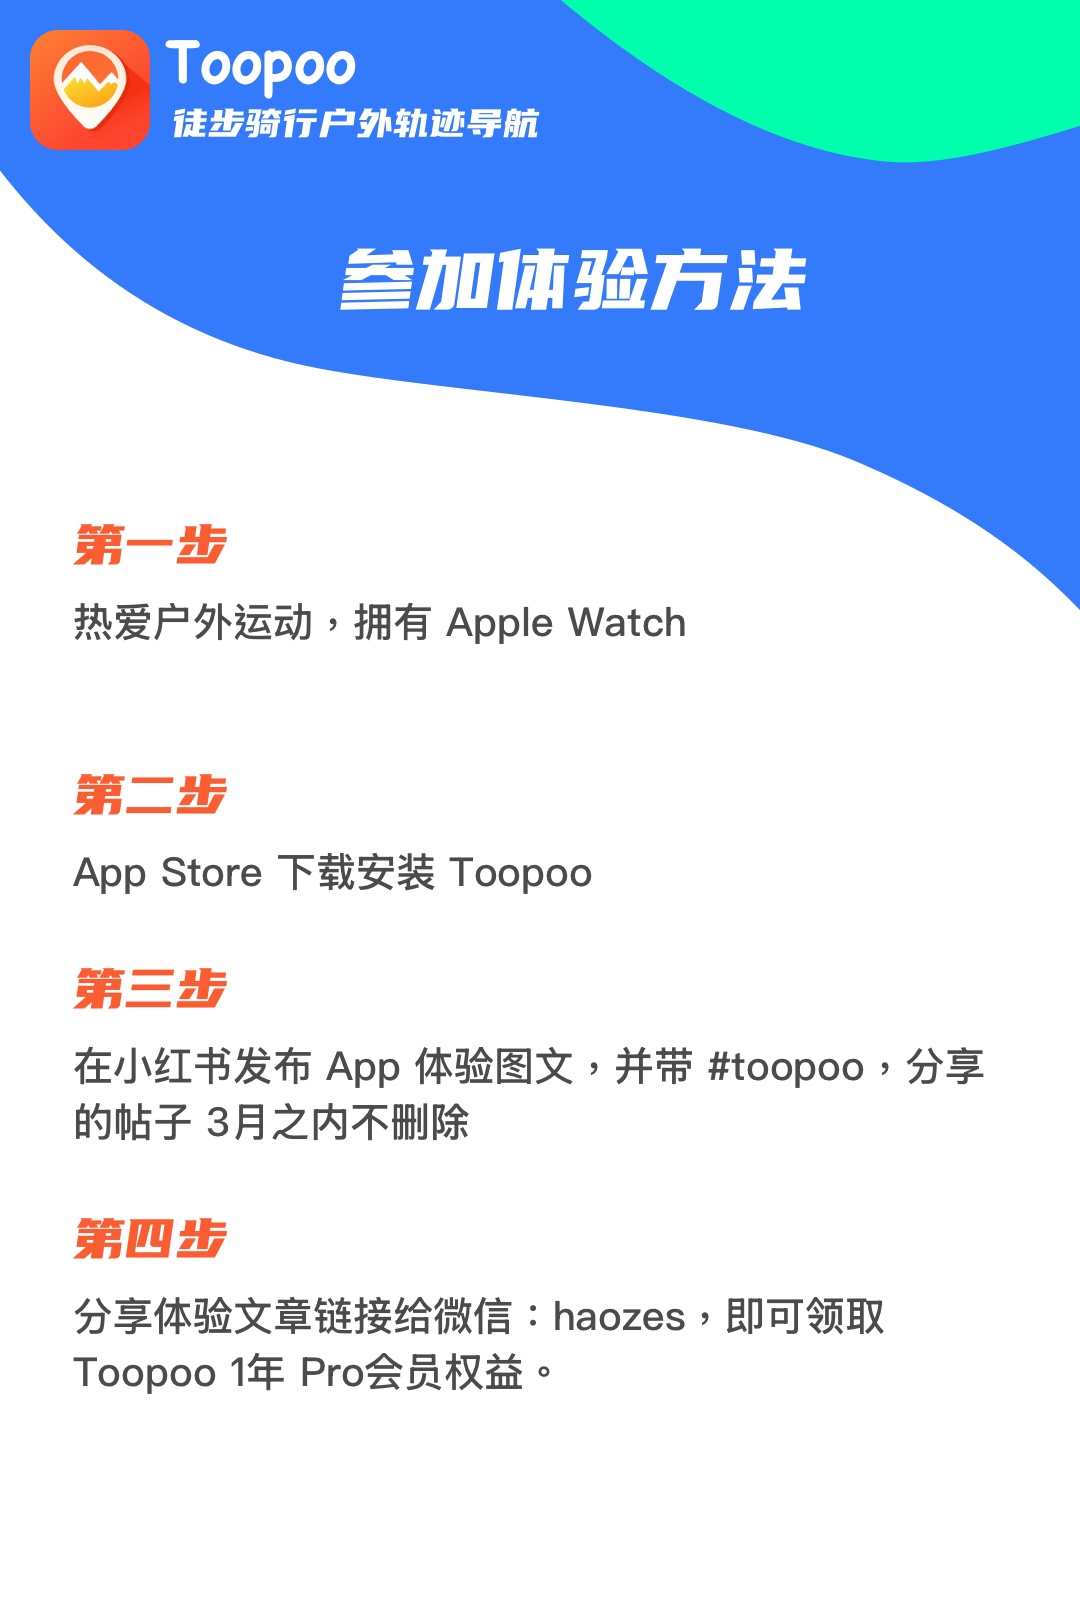 Toopoo
徒步骑行户外轨迹导航
参加体验方法
第一步
热爱户外运动，拥有 Apple Watch
第二步
App Store 下载安装 Toopoo
第三步
在小红书发布 App 体验图文，并带 #toopoo，分享
的帖子 3月之内不删除
第四步
分享体验文章链接给微信：haozes，即可领取
Toopoo 1年 Pro会员权益。